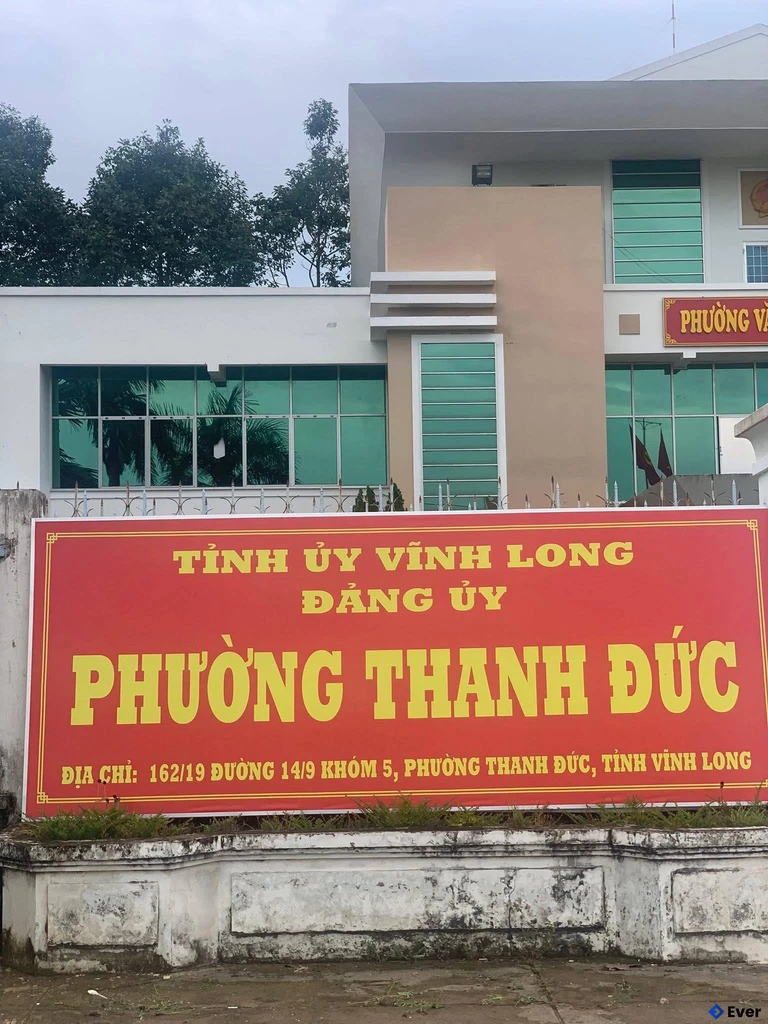 PHƯỜNG
TỈNH ỦY VĨNH LONG
ĐẢNG ỦY
PHƯỜNG THANH ĐỨC
ĐỊA CHỈ: 162/19 ĐƯỜNG 14/9 KHÓM 5, PHƯỜNG THANH ĐỨC, TỈNH VĨNH LONG
Ever